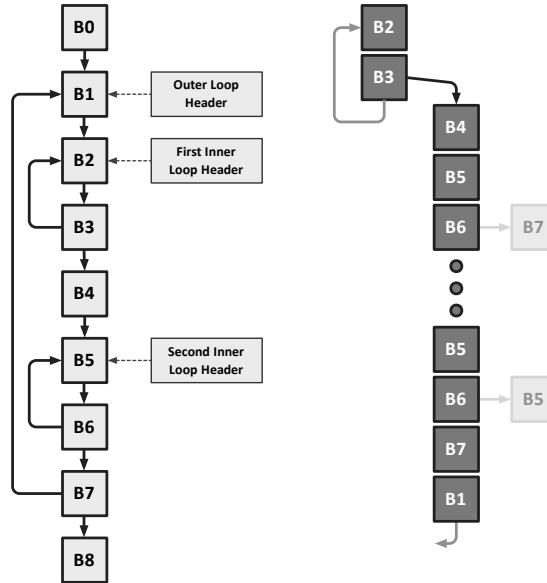 B0
B1
Outer Loop
Header
B2
First Inner
Loop Header
B3
B4
B5
Second Inner
Loop Header
B6
B7
B8
B2
B3
B4
B5
B6
B7
B5
B6
B5
B7
B1